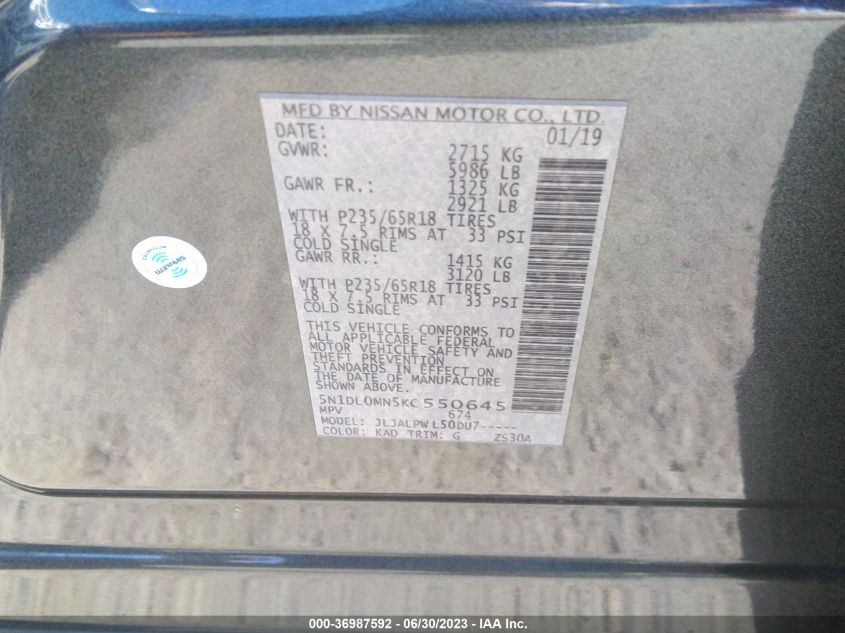 MFD BY NISSAN MOTOR CO., LTD.
DATE: 01/19
GVWR: 2715 KG
5986 LB
GAWR FR.: 1325 KG
2921 LB
WITH P235/65R18 TIRES
18 X 7.5 RIMS AT 33 PSI
COLD SINGLE
GAWR RR.: 1415 KG
3120 LB
WITH P235/65R18 TIRES
18 X 7.5 RIMS AT 33 PSI
COLD SINGLE
THIS VEHICLE CONFORMS TO
ALL APPLICABLE FEDERAL
MOTOR VEHICLE SAFETY AND
THEFT PREVENTION
STANDARDS IN EFFECT ON
THE DATE OF MANUFACTURE
SHOWN ABOVE.
5N1DL0MN5KC550645
MPV 674
MODEL: JLJALPWL50DU7-----
COLOR: KAD TRIM: G ZS30A
siriusxm
000-36987592 - 06/30/2023 - IAA Inc.